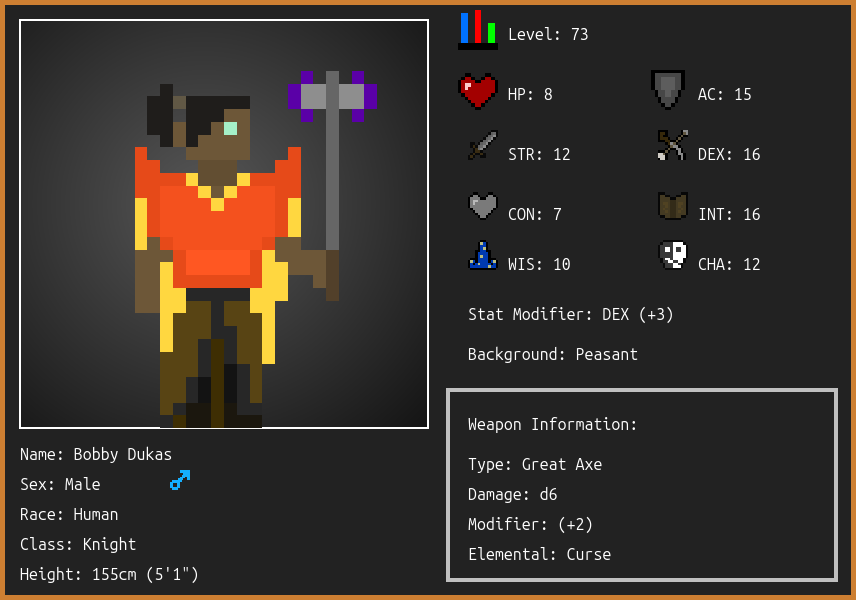 Level: 73
HP: 8
AC: 15
STR: 12
DEX: 16
CON: 7
INT: 16
WIS: 10
CHA: 12
Stat Modifier: DEX (+3)
Background: Peasant
Weapon Information:
Type: Great Axe
Damage: d6
Modifier: (+2)
Elemental: Curse
Name: Bobby Dukas
Sex: Male
Race: Human
Class: Knight
Height: 155cm (5'1")